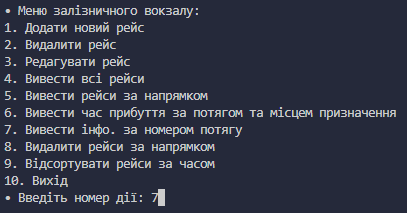 • Меню залізничного вокзалу:
1. Додати новий рейс
2. Видалити рейс
3. Редагувати рейс
4. Вивести всі рейси
5. Вивести рейси за напрямком
6. Вивести час прибуття за потягом та місцем призначення
7. Вивести інфо. за номером потягу
8. Видалити рейси за напрямком
9. Відсортувати рейси за часом
10. Вихід
• Введіть номер дії: 7